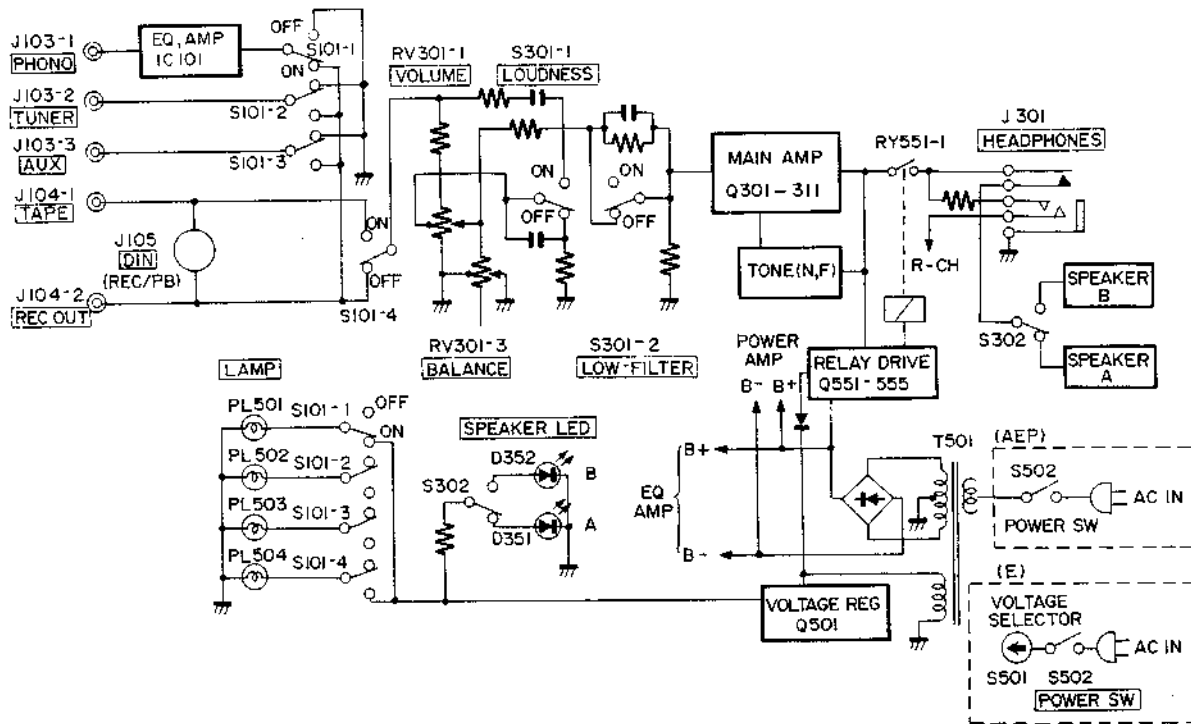 J103-1
PHONO
EQ, AMP
IC101
OFF
S101-1
ON
J103-2
TUNER
S101-2
J103-3
AUX
S101-3
J104-1
TAPE
J105
DIN
(REC/PB)
ON
OFF
J104-2
REC OUT
S101-4
RV301-1
VOLUME
S301-1
LOUDNESS
ON
OFF
OFF
RV301-3
BALANCE
S301-2
LOW-FILTER
MAIN AMP
Q301-311
TONE(N,F)
RY551-1
J301
HEADPHONES
R-CH
SPEAKER
B
S302
SPEAKER
A
POWER
AMP
B- B+
RELAY DRIVE
Q551-555
LAMP
PL501
S101-1
OFF
ON
PL502
S101-2
PL503
S101-3
PL504
S101-4
SPEAKER LED
D352
B
S302
D351
A
B+
EQ
AMP
B-
T501
(AEP)
S502
AC IN
POWER SW
VOLTAGE REG
Q501
(E)
VOLTAGE
SELECTOR
AC IN
S501 S502
POWER SW